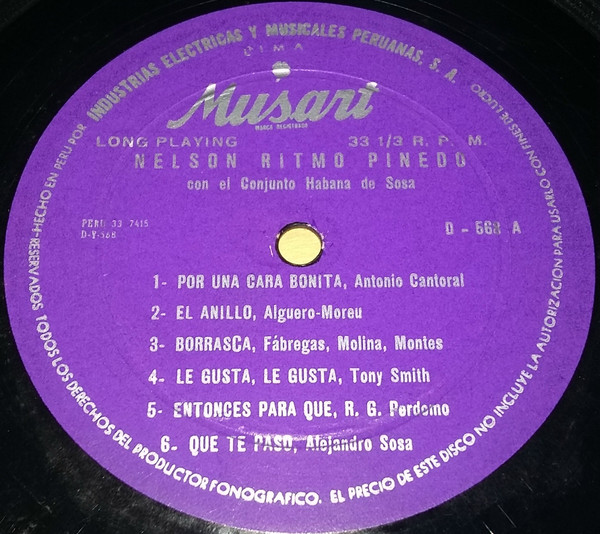 HECHO EN PERU POR INDUSTRIAS ELECTRICAS Y MUSICALES PERUANAS, S. A.
LIMA
Musart
MARCA REGISTRADA
LONG PLAYING 33 1/3 R. P. M.
NELSON RITMO PINEDO
con el Conjunto Habana de Sosa
PERU 33 7415
D-Y-568
D - 568 A
1- POR UNA CARA BONITA, Antonio Cantoral
2- EL ANILLO, Alguero-Moreu
3- BORRASCA, Fábregas, Molina, Montes
4- LE GUSTA, LE GUSTA, Tony Smith
5- ENTONCES PARA QUE, R. G. Perdomo
6- QUE TE PASO, Alejandro Sosa
TODOS LOS DERECHOS DEL PRODUCTOR FONOGRAFICO. EL PRECIO DE ESTE DISCO NO INCLUYE LA AUTORIZACION PARA USARLO CON FINES DE LUCRO
RESERVADOS